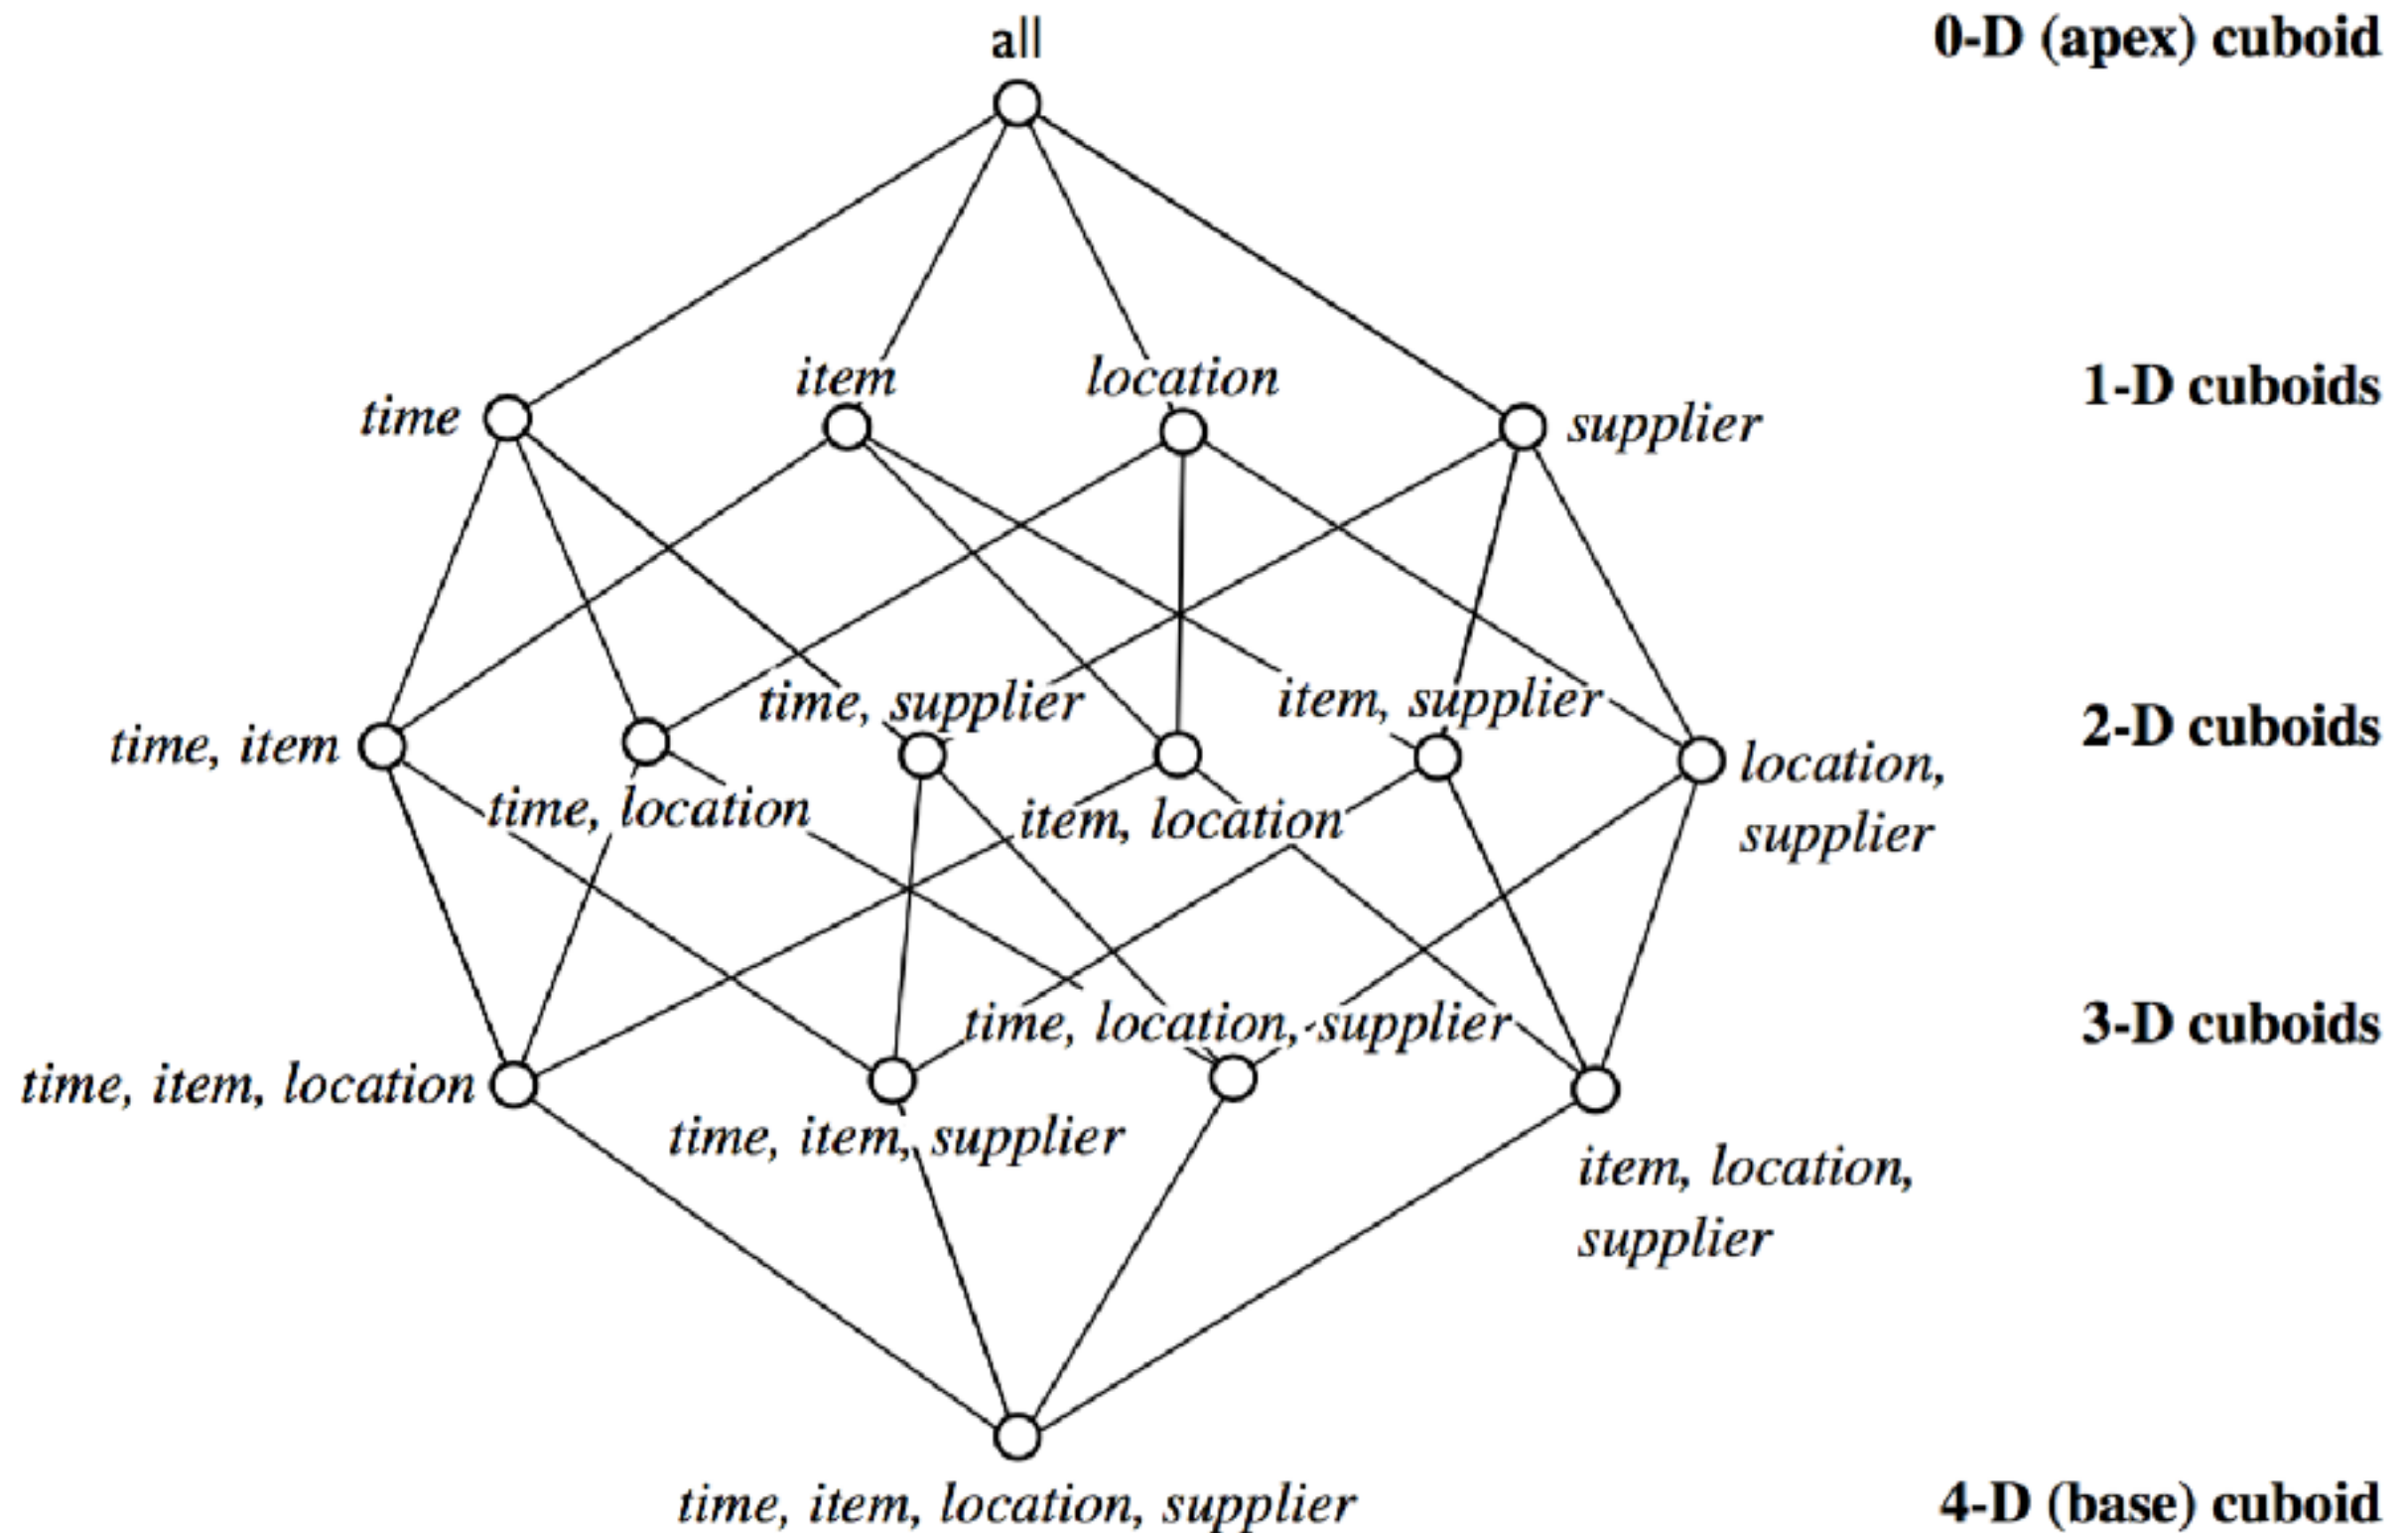 all
0-D (apex) cuboid
time
item
location
supplier
1-D cuboids
time, item
time, location
time, supplier
item, location
item, supplier
location,
supplier
2-D cuboids
time, item, location
time, item, supplier
time, location, supplier
item, location,
supplier
3-D cuboids
time, item, location, supplier
4-D (base) cuboid